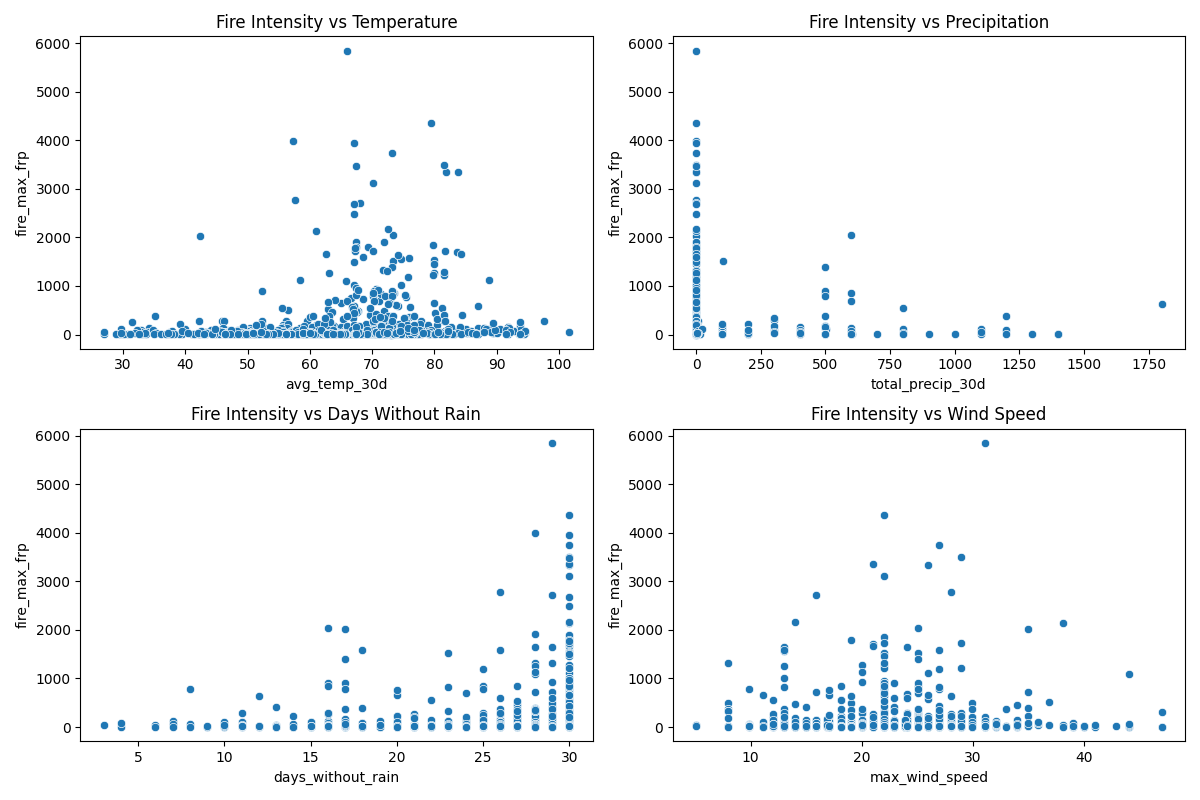 Fire Intensity vs Temperature
6000
5000
4000
3000
2000
1000
0
fire_max_frp
30 40 50 60 70 80 90 100
avg_temp_30d
Fire Intensity vs Precipitation
6000
5000
4000
3000
2000
1000
0
fire_max_frp
0 250 500 750 1000 1250 1500 1750
total_precip_30d
Fire Intensity vs Days Without Rain
6000
5000
4000
3000
2000
1000
0
fire_max_frp
5 10 15 20 25 30
days_without_rain
Fire Intensity vs Wind Speed
6000
5000
4000
3000
2000
1000
0
fire_max_frp
10 20 30 40
max_wind_speed